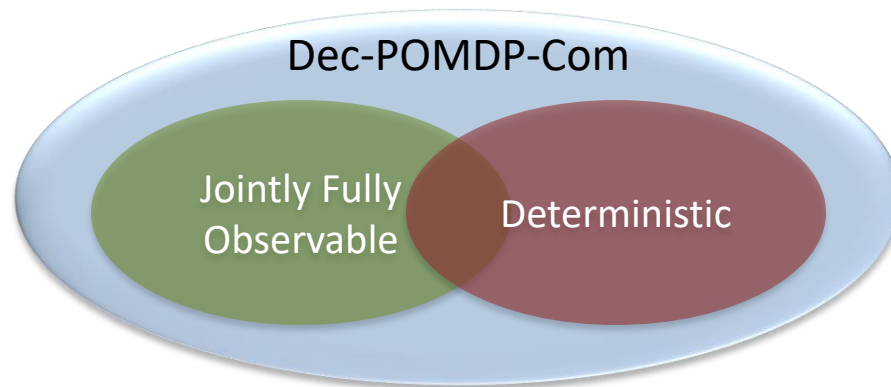 Dec-POMDP-Com
Jointly Fully
Observable
Deterministic